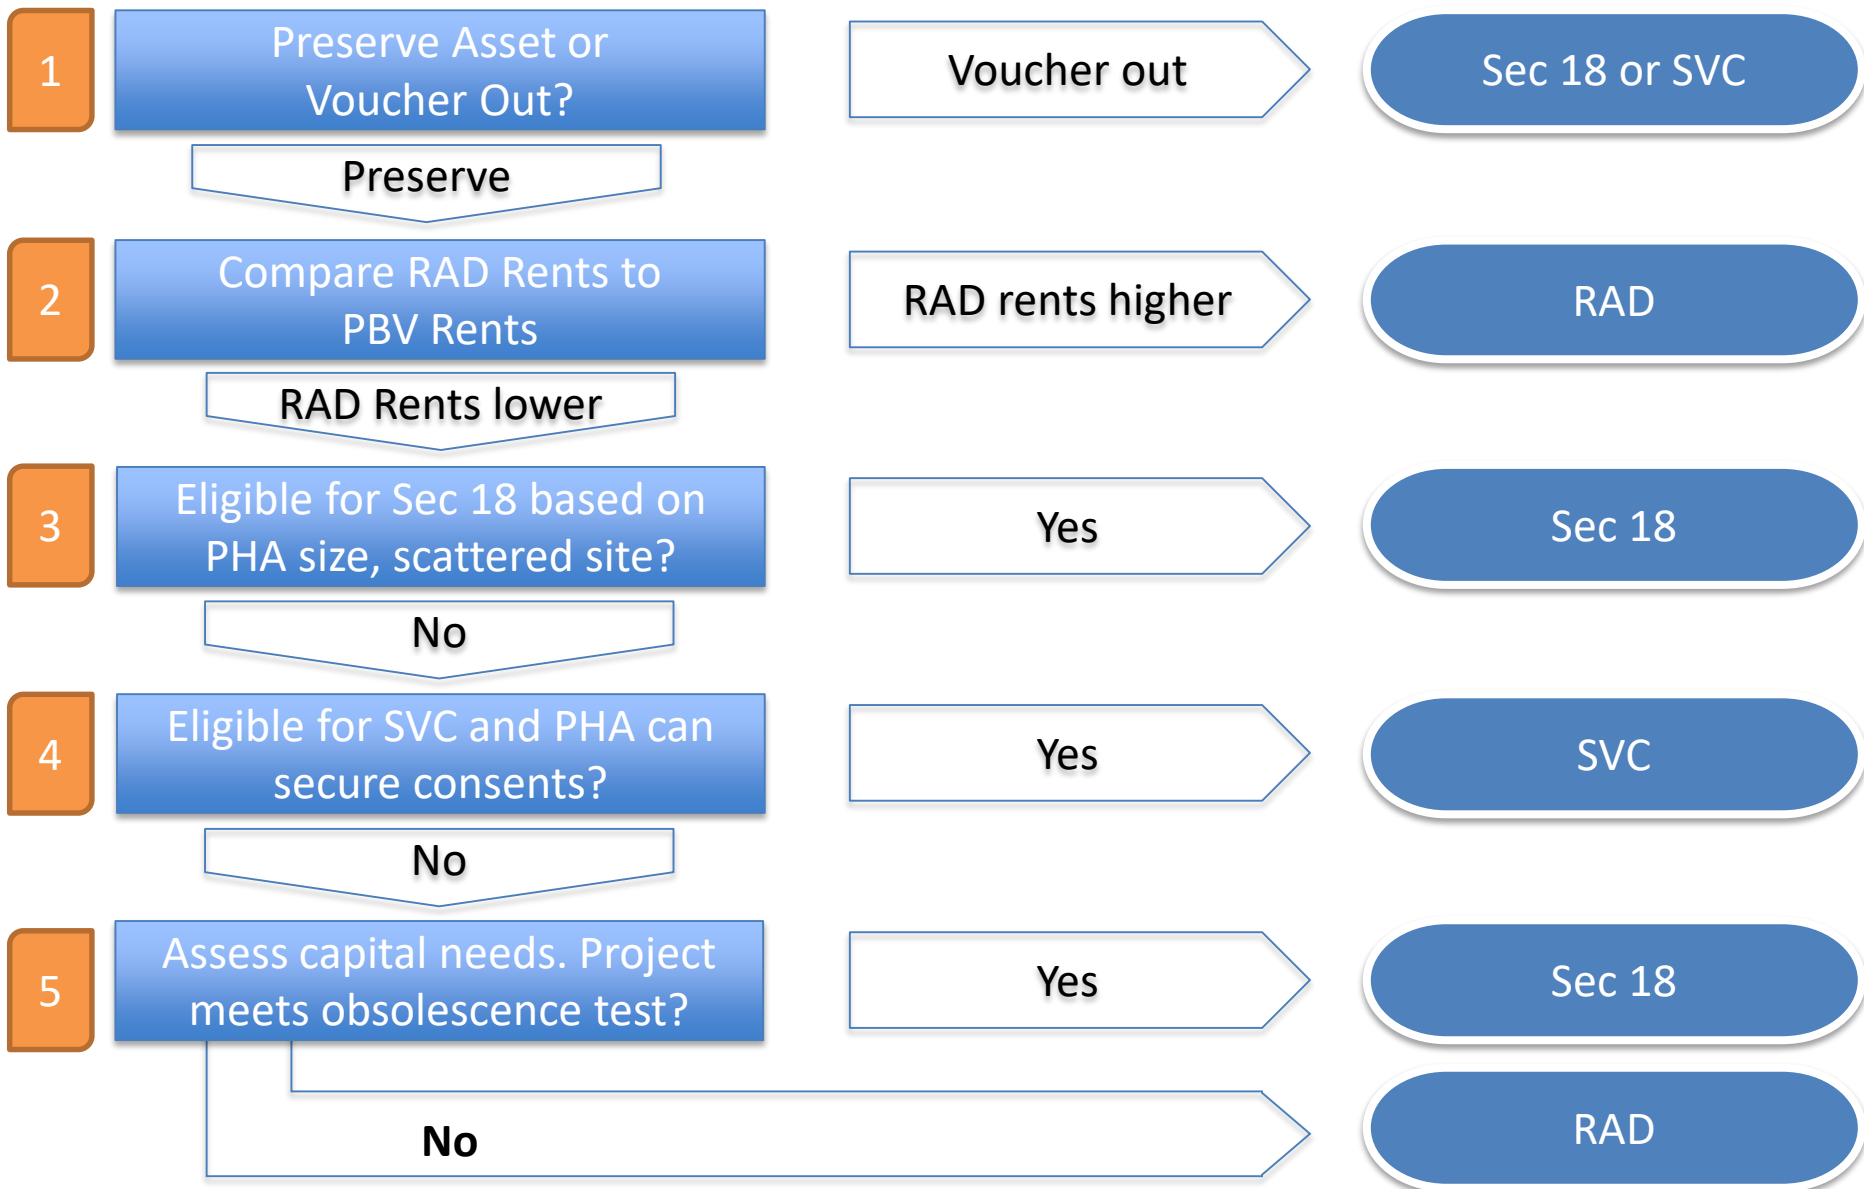 1
Preserve Asset or
Voucher Out?
Voucher out
Sec 18 or SVC
Preserve
2
Compare RAD Rents to
PBV Rents
RAD rents higher
RAD
RAD Rents lower
3
Eligible for Sec 18 based on
PHA size, scattered site?
Yes
Sec 18
No
4
Eligible for SVC and PHA can
secure consents?
Yes
SVC
No
5
Assess capital needs. Project
meets obsolescence test?
Yes
Sec 18
No
RAD